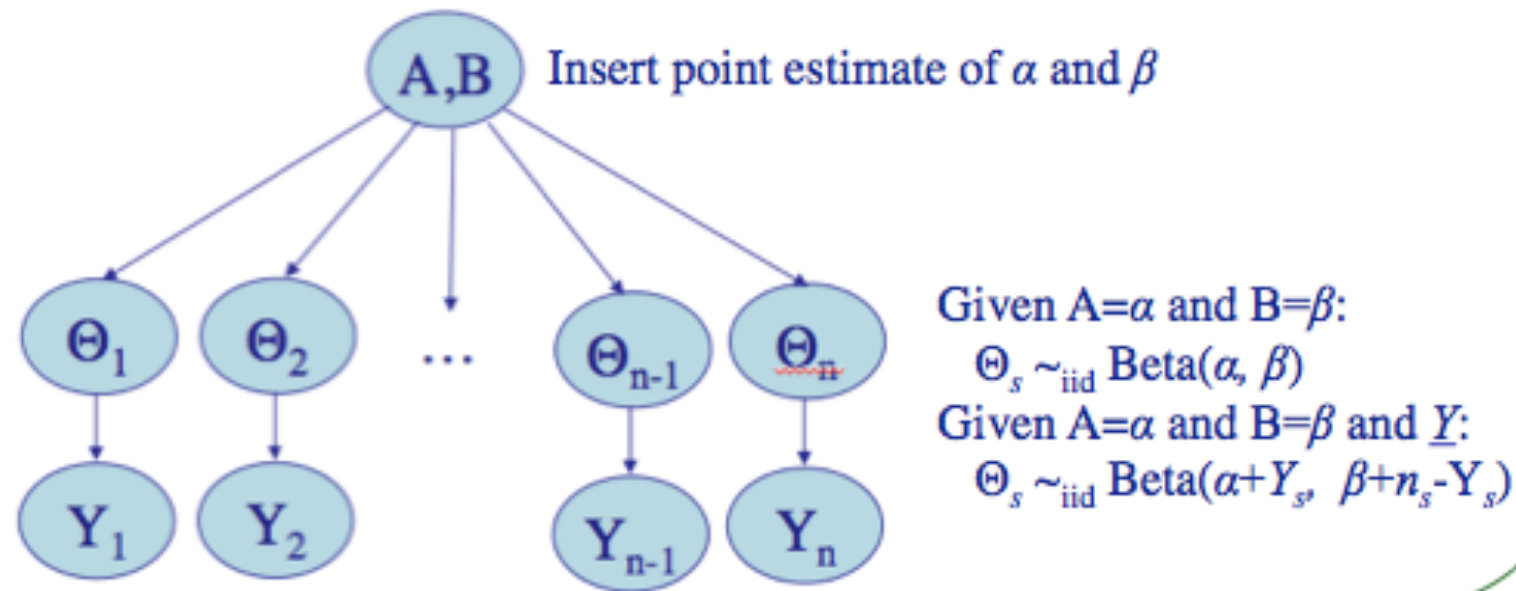 A,B
Insert point estimate of α and β
Θ1
Θ2
...
Θn-1
Θn
Given A=α and B=β:
Θs ~iid Beta(α, β)
Given A=α and B=β and Y:
Θs ~iid Beta(α+Ys, β+ns-Ys)
Y1
Y2
Yn-1
Yn